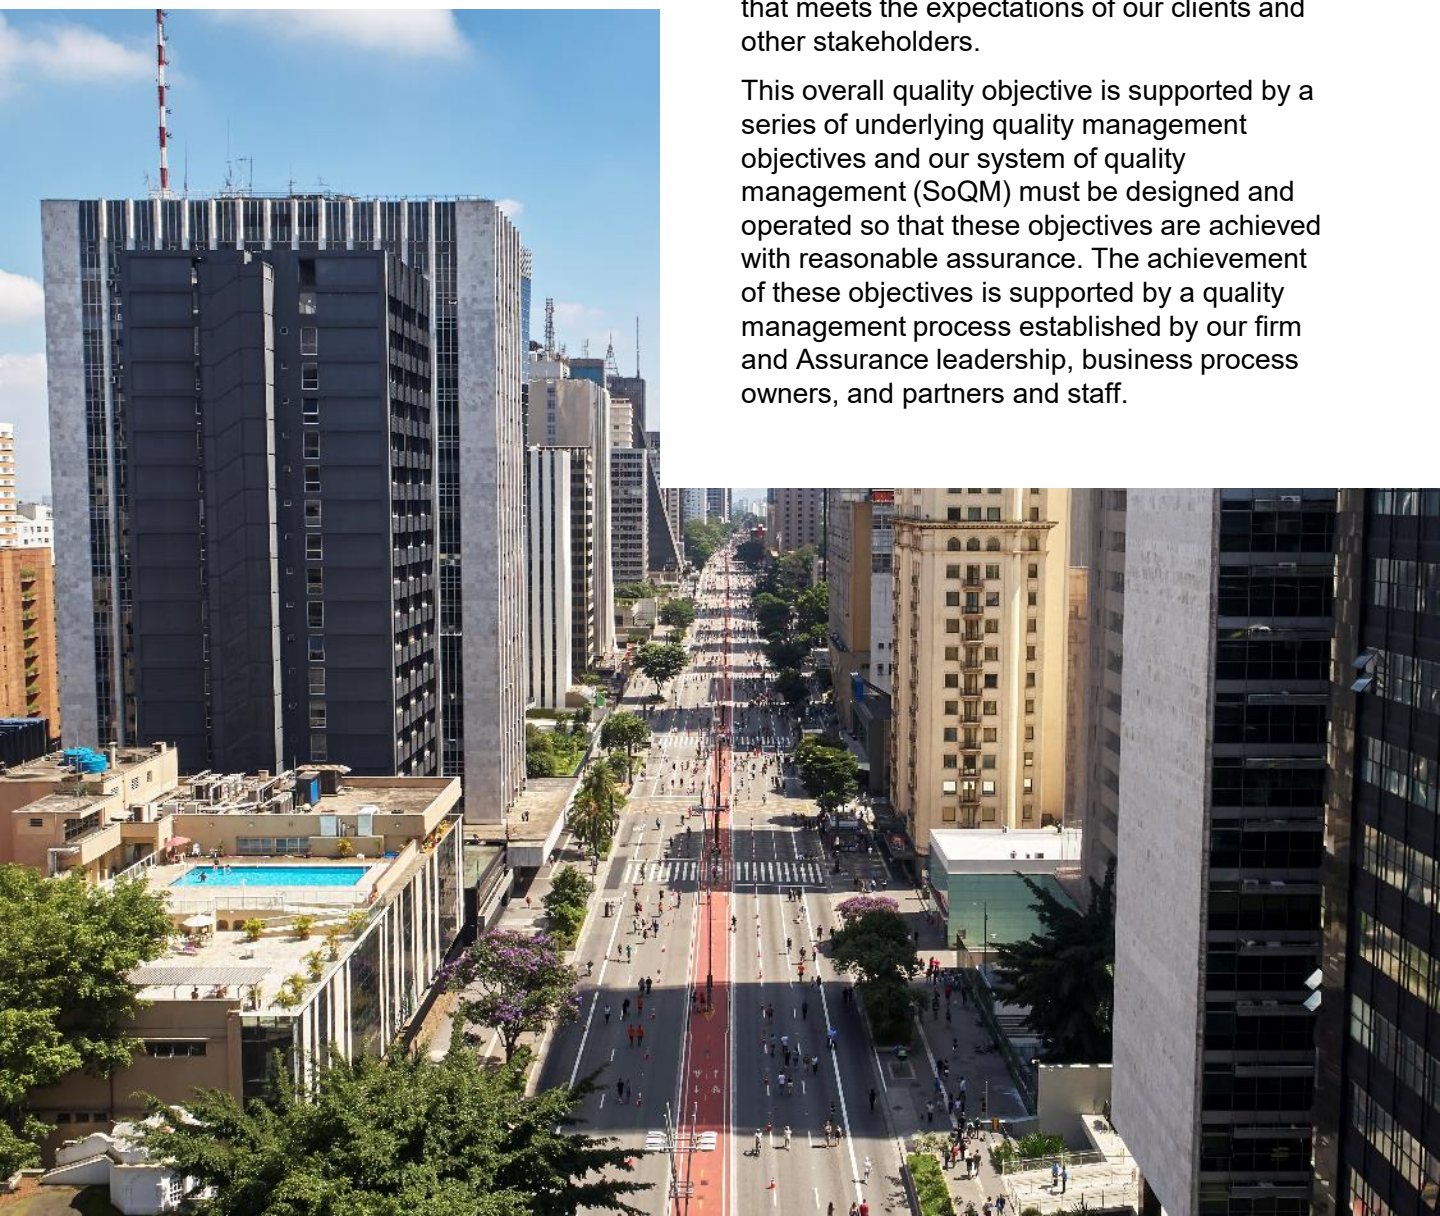 that meets the expectations of our clients and
other stakeholders.
This overall quality objective is supported by a
series of underlying quality management
objectives and our system of quality
management (SoQM) must be designed and
operated so that these objectives are achieved
with reasonable assurance. The achievement
of these objectives is supported by a quality
management process established by our firm
and Assurance leadership, business process
owners, and partners and staff.